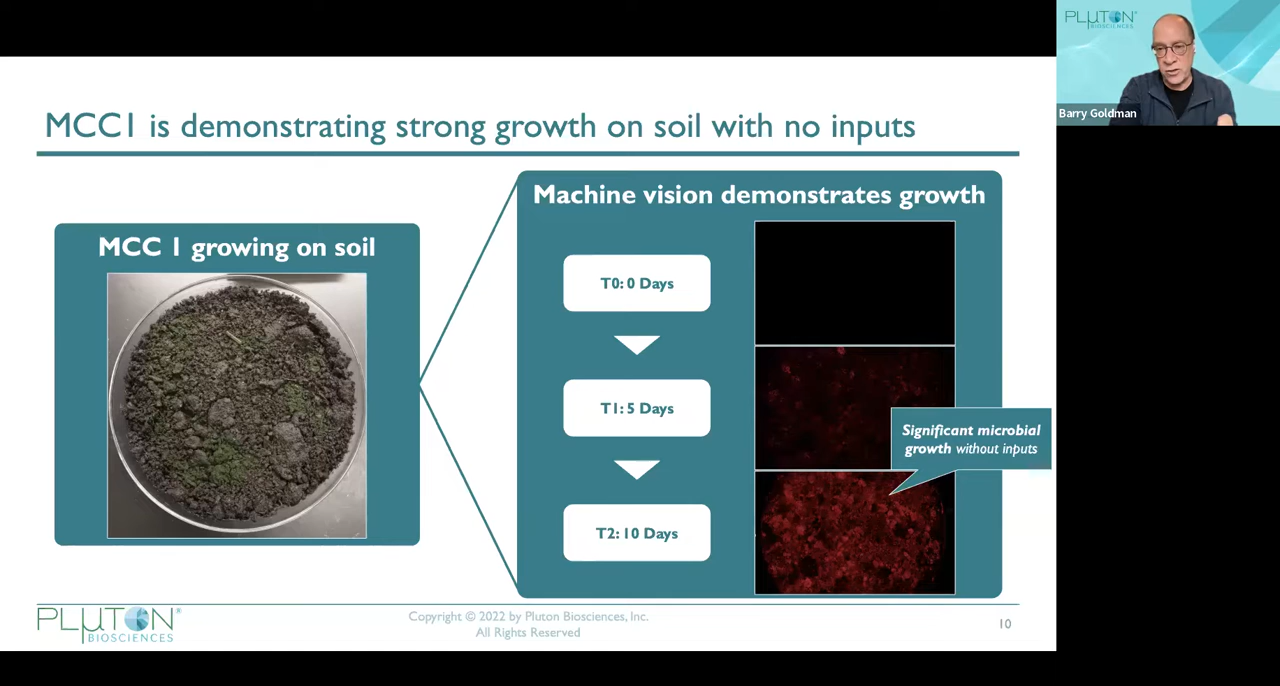 MCC1 is demonstrating strong growth on soil with no inputs
MCC 1 growing on soil
Machine vision demonstrates growth
T0: 0 Days
T1: 5 Days
T2: 10 Days
Significant microbial
growth without inputs
PLUTON®
BIOSCIENCES
Copyright © 2022 by Pluton Biosciences, Inc.
All Rights Reserved
10
PLUTON®
BIOSCIENCES
Barry Goldman